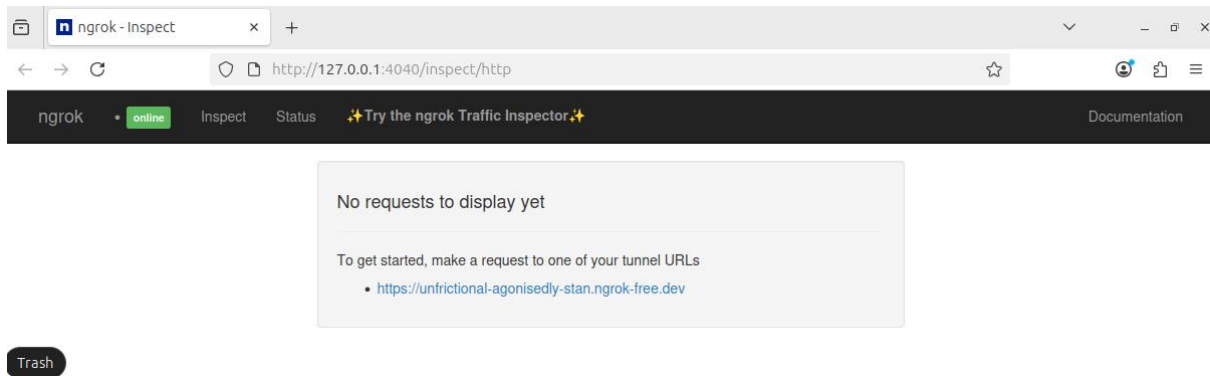 n ngrok - Inspect
http://127.0.0.1:4040/inspect/http
ngrok • online Inspect Status ✨Try the ngrok Traffic Inspector✨ Documentation
No requests to display yet
To get started, make a request to one of your tunnel URLs
• https://unfrictional-agonisedly-stan.ngrok-free.dev
Trash